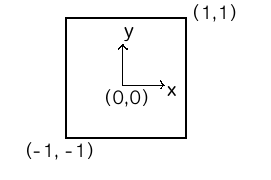 (1,1)
y
x
(0,0)
(-1, -1)